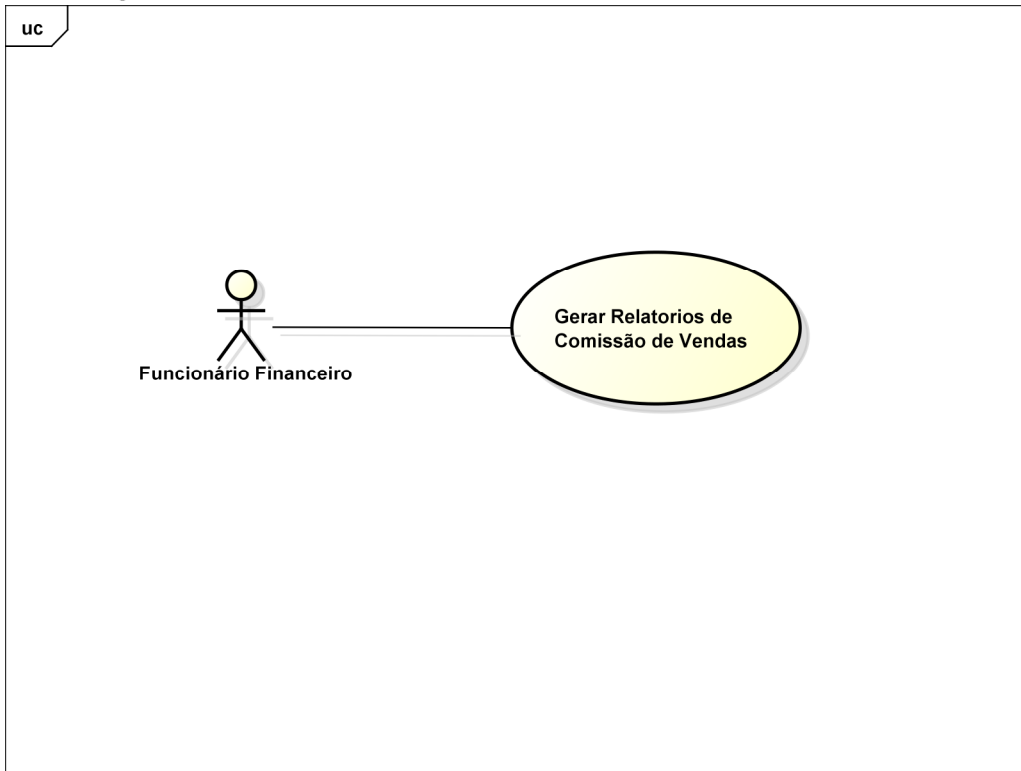 uc
Gerar Relatorios de
Comissão de Vendas
Funcionário Financeiro